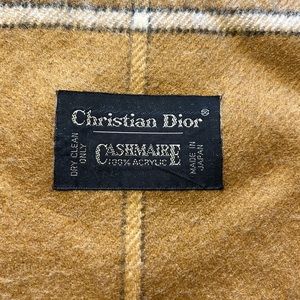 Christian Dior®
DRY CLEAN
ONLY
CASHMAIRE
100% ACRYLIC
MADE IN
JAPAN